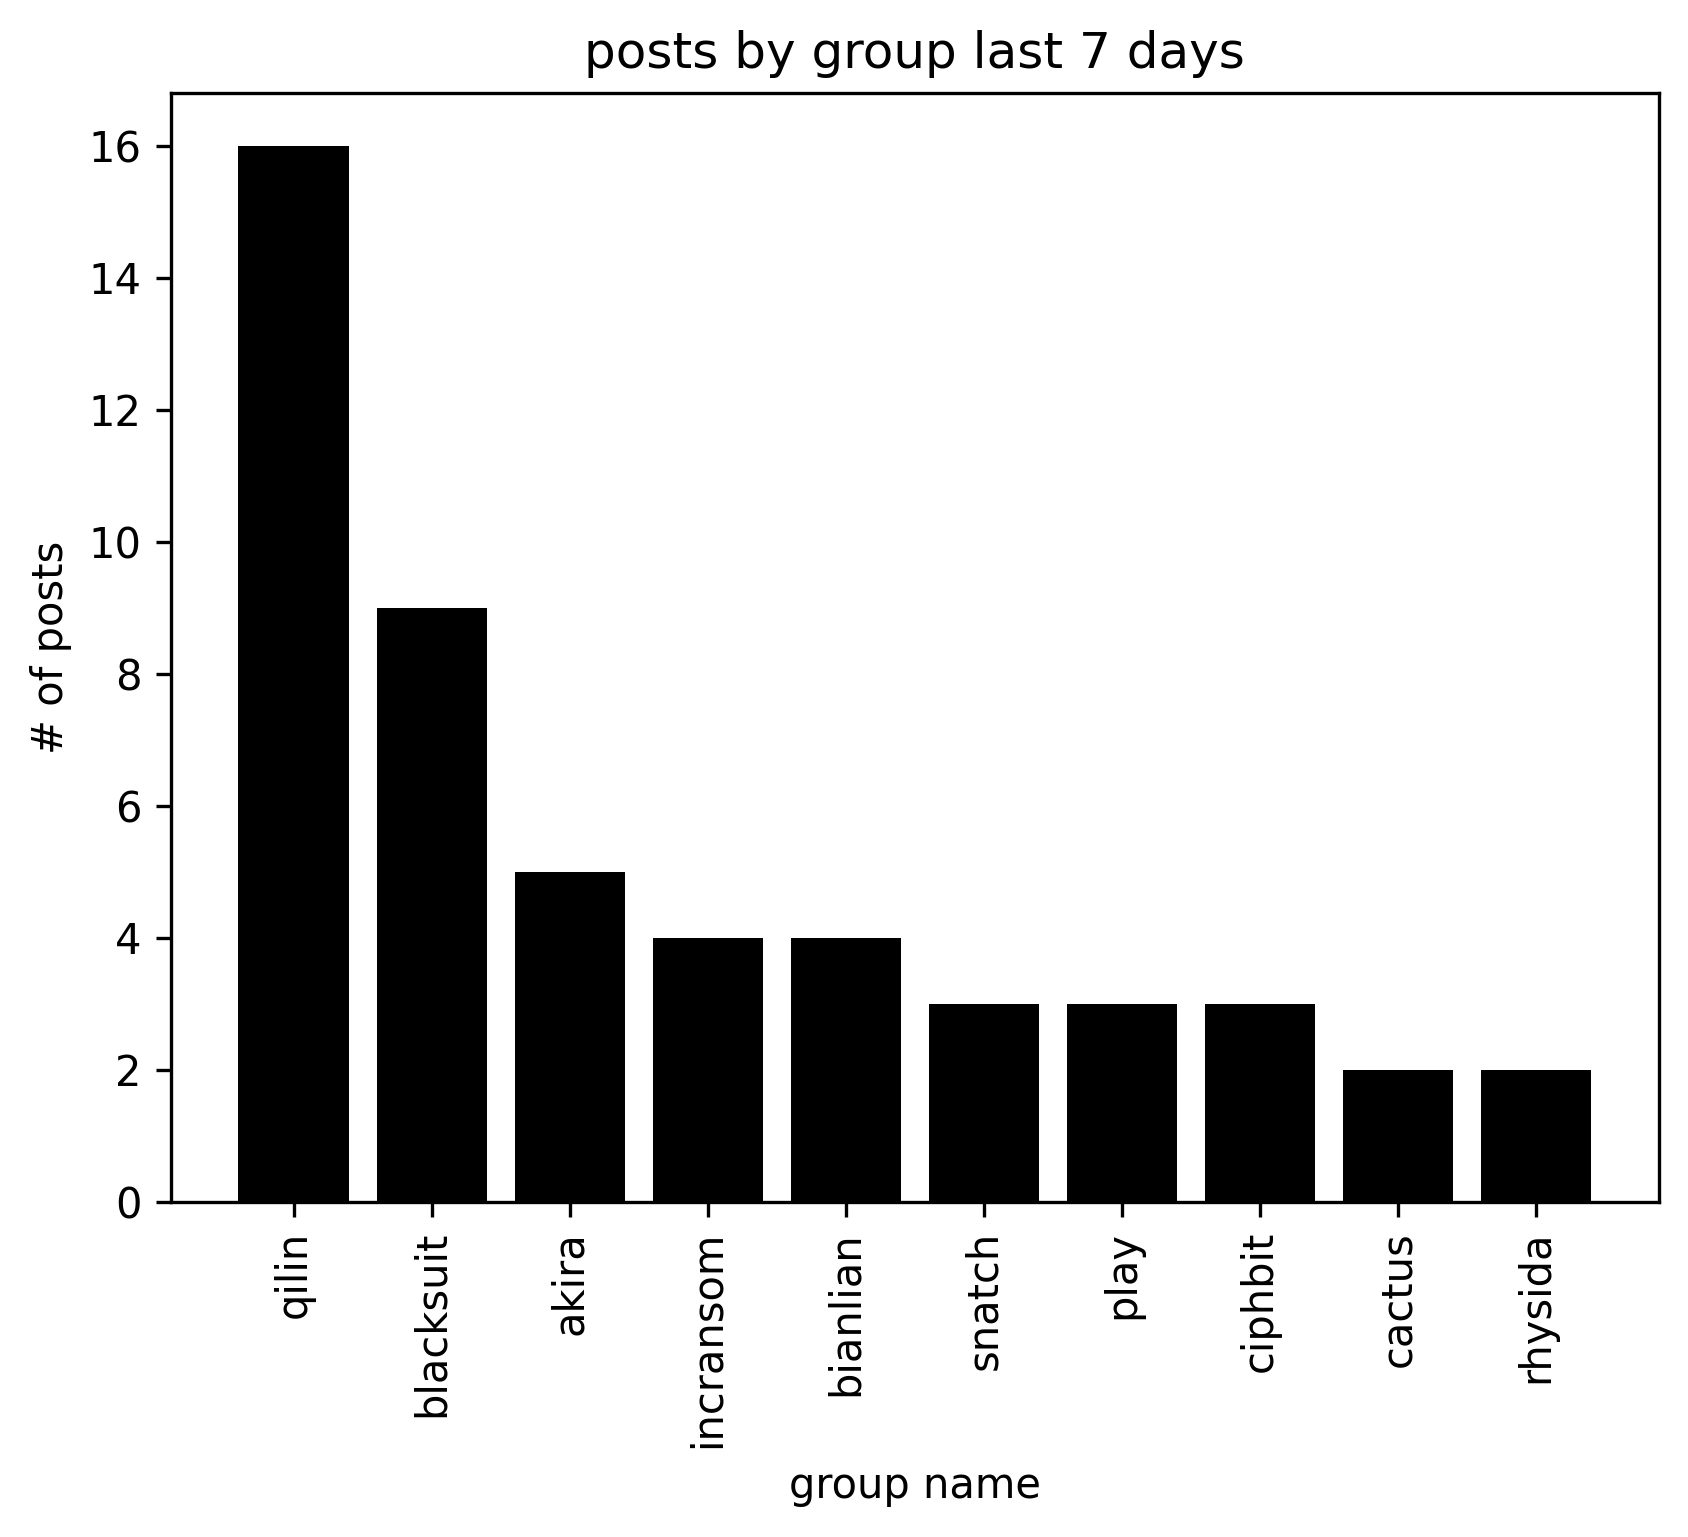 posts by group last 7 days
# of posts
16
14
12
10
8
6
4
2
0
qilin
blacksuit
akira
incransom
bianlian
snatch
play
ciphbit
cactus
rhysida
group name